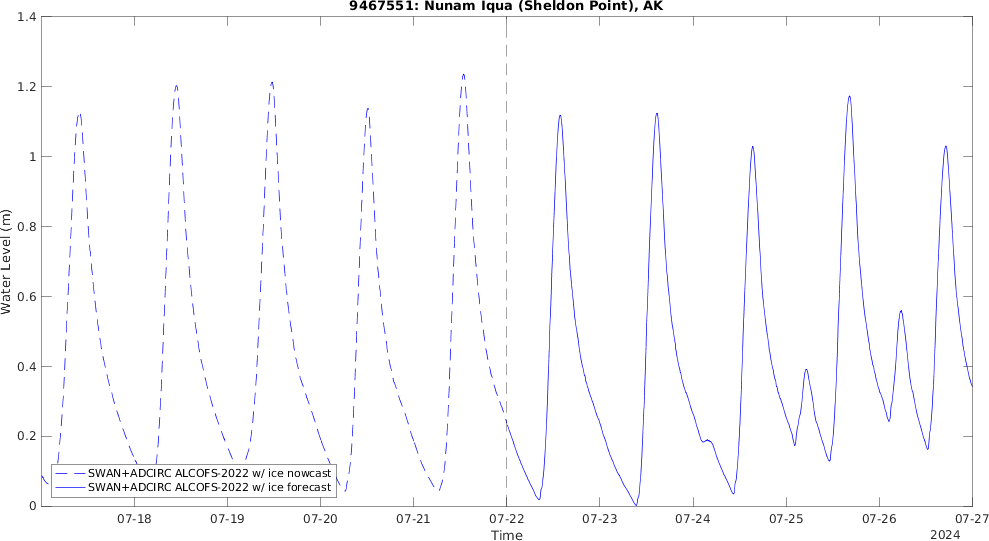 9467551: Nunam Iqua (Sheldon Point), AK
Water Level (m)
1.4
1.2
1
0.8
0.6
0.4
0.2
0
SWAN+ADCIRC ALCOFS-2022 w/ ice nowcast
SWAN+ADCIRC ALCOFS-2022 w/ ice forecast
07-18 07-19 07-20 07-21 07-22 07-23 07-24 07-25 07-26 07-27
Time
2024